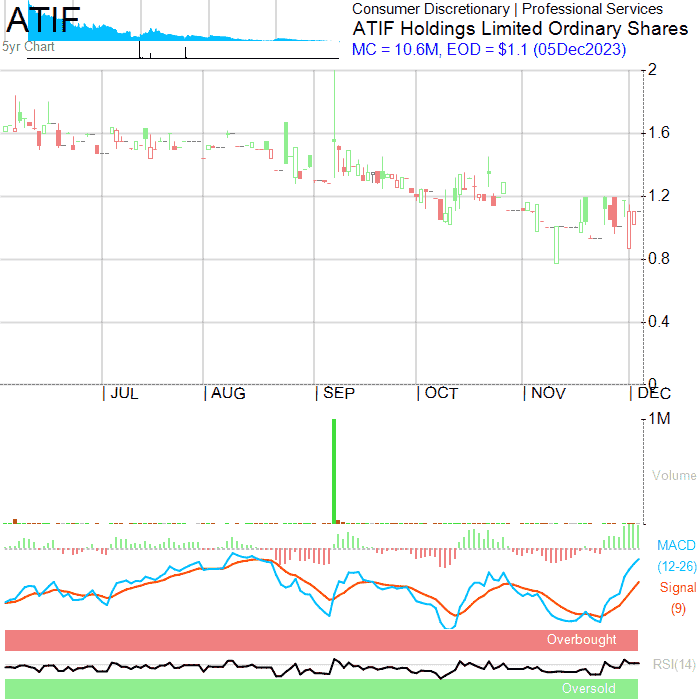 ATIF
5yr Chart
Consumer Discretionary | Professional Services
ATIF Holdings Limited Ordinary Shares
MC = 10.6M, EOD = $1.1 (05Dec2023)
2
1.6
1.2
0.8
0.4
0
| JUL | AUG | SEP | OCT | NOV | DEC
1M
Volume
MACD
(12-26)
Signal
(9)
Overbought
RSI(14)
Oversold